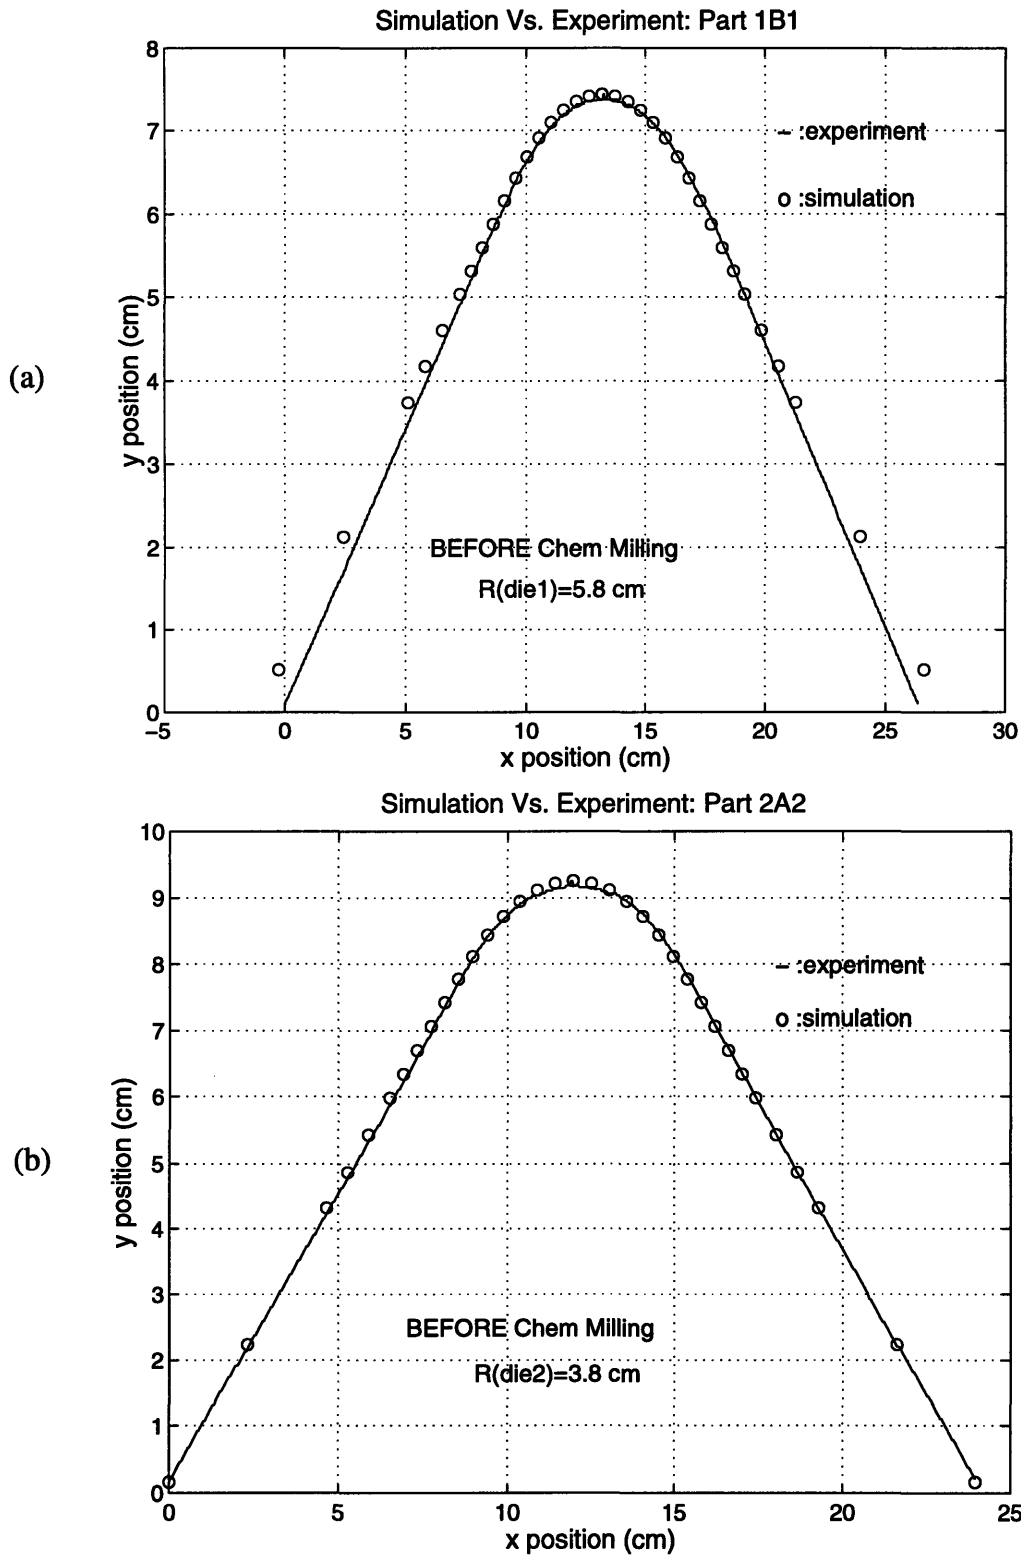 Simulation Vs. Experiment: Part 1B1
8
7
6
5
4
3
2
1
0
– :experiment
o :simulation
(a)
y position (cm)
BEFORE Chem Milling
R(die1)=5.8 cm
−5 0 5 10 15 20 25 30
x position (cm)
Simulation Vs. Experiment: Part 2A2
10
9
8
7
6
5
4
3
2
1
0
– :experiment
o :simulation
(b)
y position (cm)
BEFORE Chem Milling
R(die2)=3.8 cm
0 5 10 15 20 25
x position (cm)